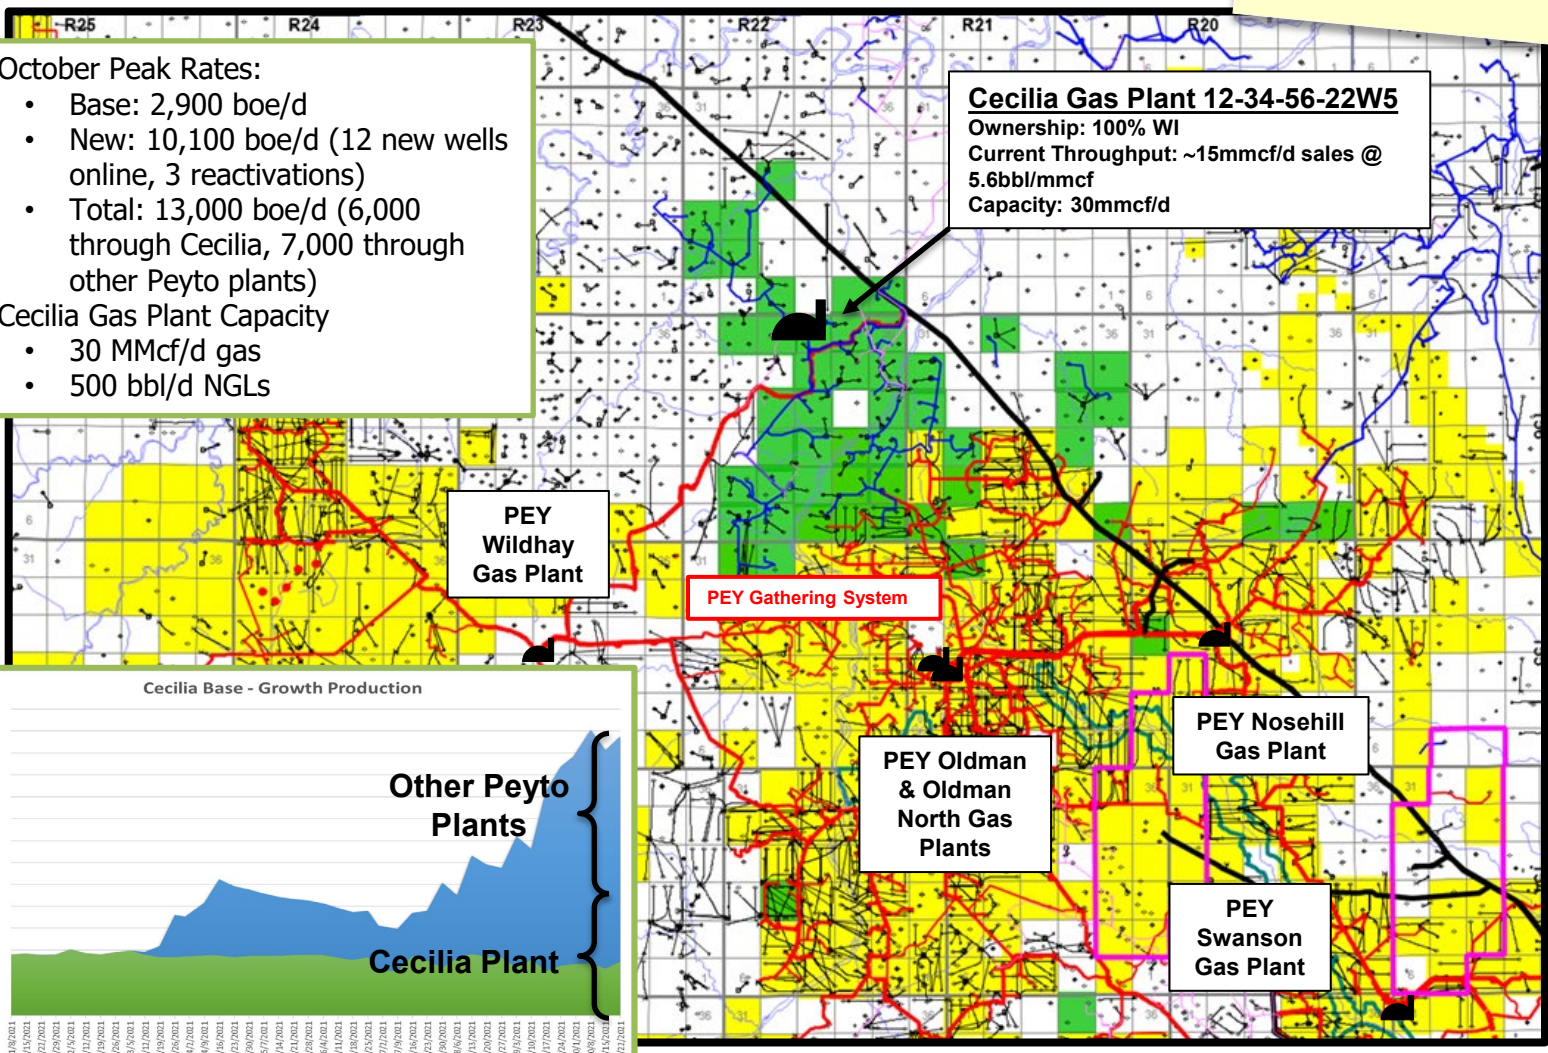 R25 R24 R23 R22 R21 R20
October Peak Rates:
• Base: 2,900 boe/d
• New: 10,100 boe/d (12 new wells
online, 3 reactivations)
• Total: 13,000 boe/d (6,000
through Cecilia, 7,000 through
other Peyto plants)
Cecilia Gas Plant Capacity
• 30 MMcf/d gas
• 500 bbl/d NGLs
Cecilia Gas Plant 12-34-56-22W5
Ownership: 100% WI
Current Throughput: ~15mmcf/d sales @
5.6bbl/mmcf
Capacity: 30mmcf/d
PEY
Wildhay
Gas Plant
PEY Gathering System
PEY Oldman
& Oldman
North Gas
Plants
PEY Nosehill
Gas Plant
PEY
Swanson
Gas Plant
Cecilia Base - Growth Production
Other Peyto
Plants
Cecilia Plant